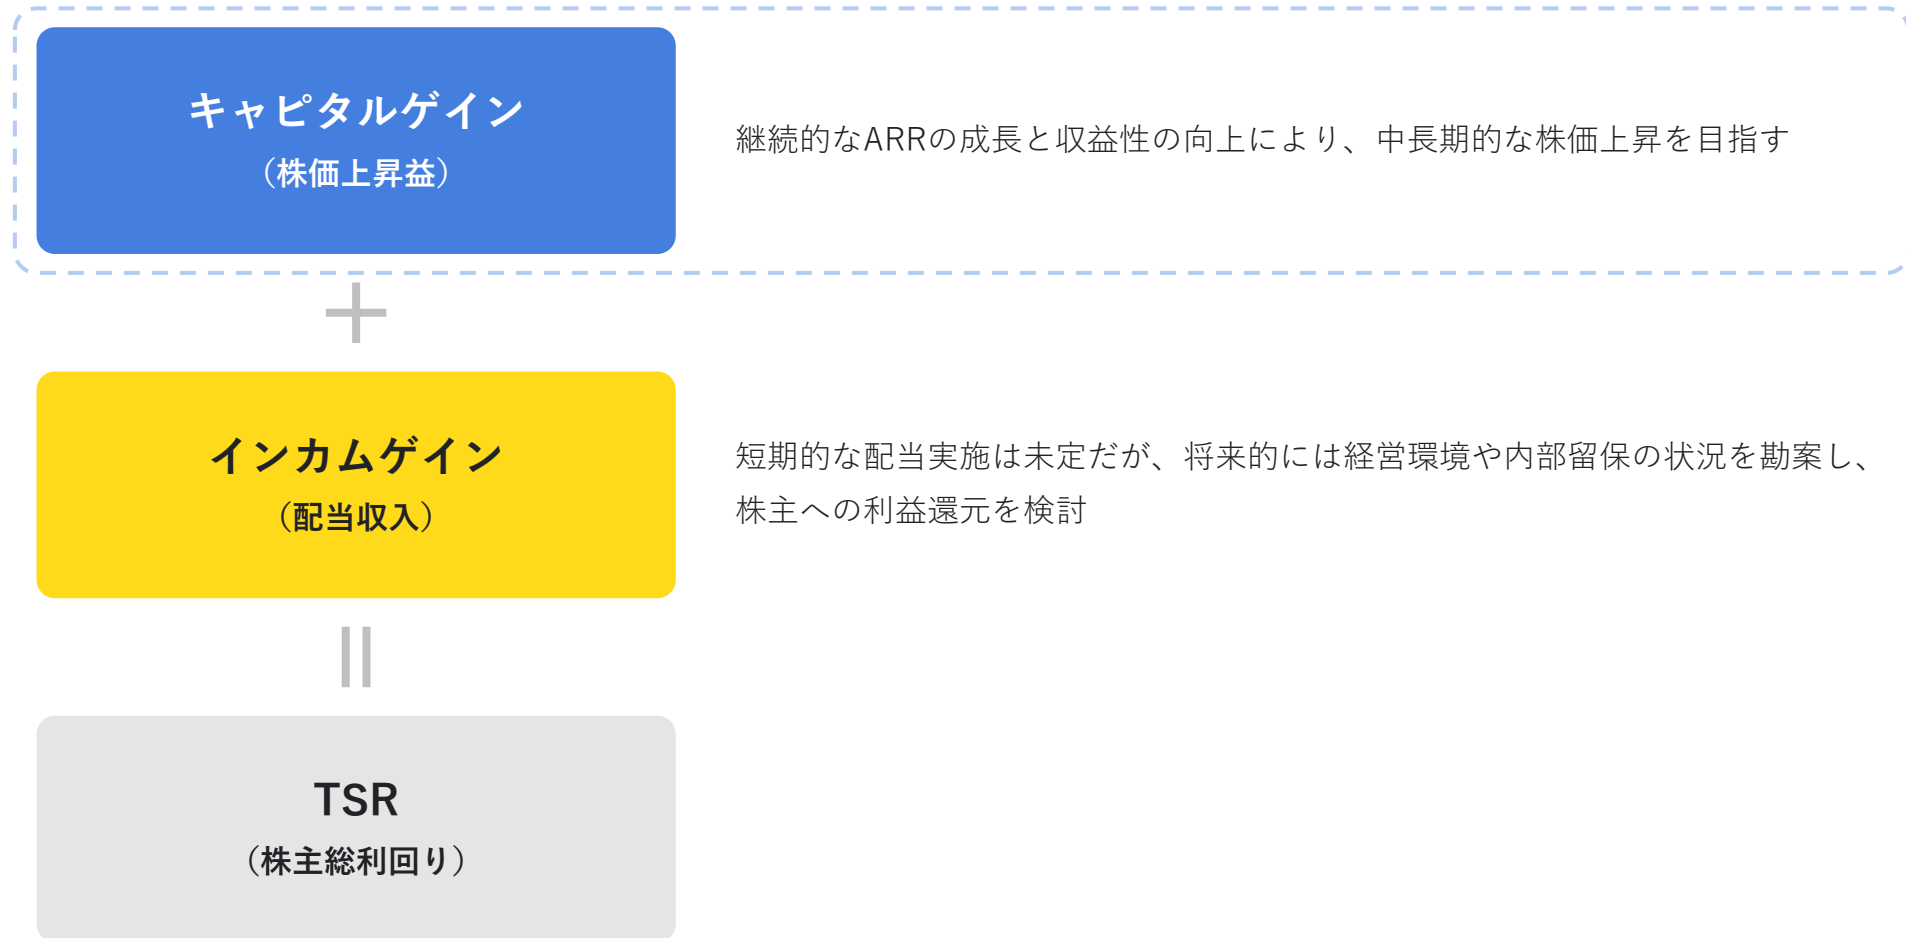 キャピタルゲイン
（株価上昇益）
継続的なARRの成長と収益性の向上により、中長期的な株価上昇を目指す
インカムゲイン
（配当収入）
短期的な配当実施は未定だが、将来的には経営環境や内部留保の状況を勘案し、
株主への利益還元を検討
TSR
（株主総利回り）